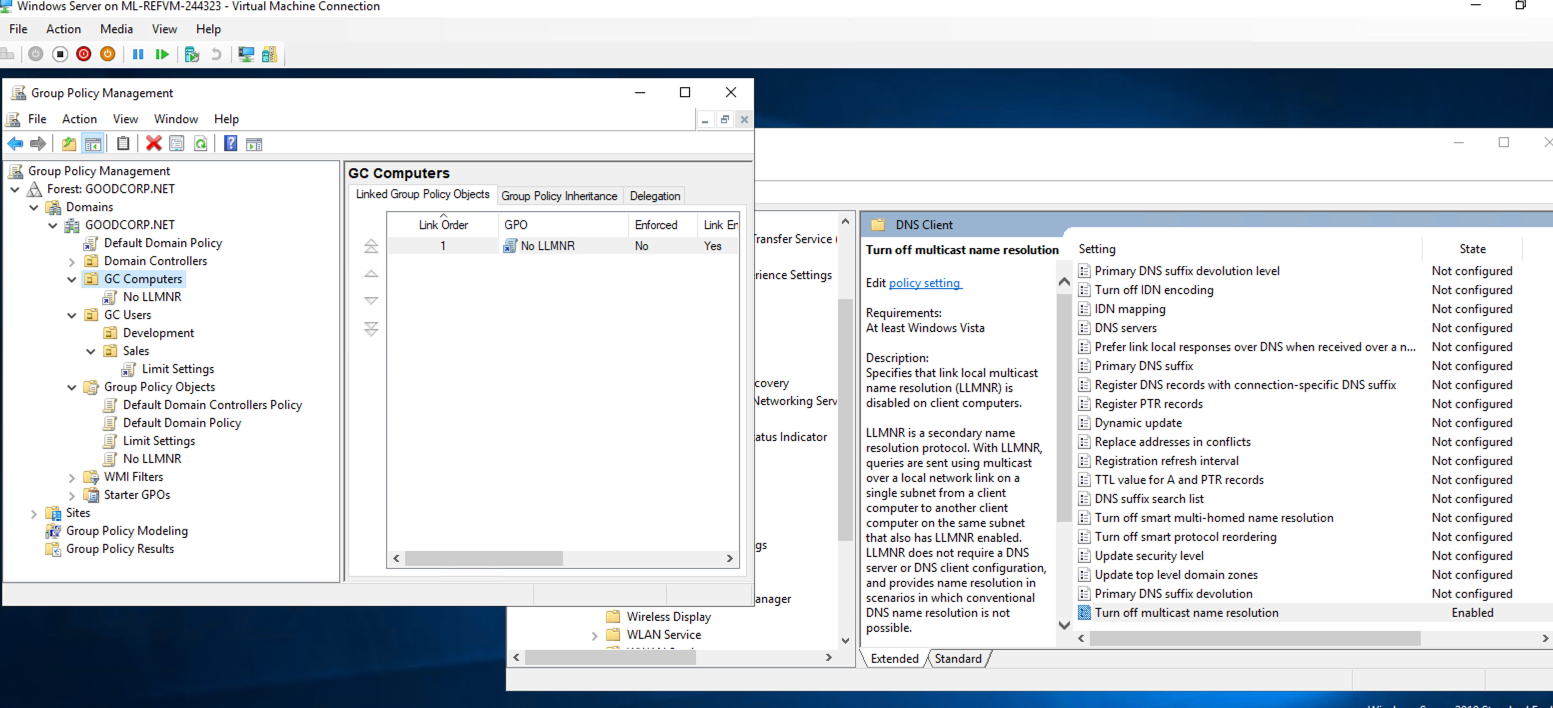 Windows Server on ML-REFVM-244323 - Virtual Machine Connection
File Action Media View Help
Group Policy Management
File Action View Window Help
Group Policy Management
Forest: GOODCORP.NET
Domains
GOODCORP.NET
Default Domain Policy
Domain Controllers
GC Computers
No LLMNR
GC Users
Development
Sales
Limit Settings
Group Policy Objects
Default Domain Controllers Policy
Default Domain Policy
Limit Settings
No LLMNR
WMI Filters
Starter GPOs
Sites
Group Policy Modeling
Group Policy Results
GC Computers
Linked Group Policy Objects Group Policy Inheritance Delegation
Link Order GPO Enforced Link En
1 No LLMNR No Yes
Transfer Service
rience Settings
covery
Networking Serv
atus Indicator
gs
anager
Wireless Display
WLAN Service
DNS Client
Turn off multicast name resolution
Edit policy setting
Requirements:
At least Windows Vista
Description:
Specifies that link local multicast
name resolution (LLMNR) is
disabled on client computers.
LLMNR is a secondary name
resolution protocol. With LLMNR,
queries are sent using multicast
over a local network link on a
single subnet from a client
computer to another client
computer on the same subnet
that also has LLMNR enabled.
LLMNR does not require a DNS
server or DNS client configuration,
and provides name resolution in
scenarios in which conventional
DNS name resolution is not
possible.
Setting State
Primary DNS suffix devolution level Not configured
Turn off IDN encoding Not configured
IDN mapping Not configured
DNS servers Not configured
Prefer link local responses over DNS when received over a n... Not configured
Primary DNS suffix Not configured
Register DNS records with connection-specific DNS suffix Not configured
Register PTR records Not configured
Dynamic update Not configured
Replace addresses in conflicts Not configured
Registration refresh interval Not configured
TTL value for A and PTR records Not configured
DNS suffix search list Not configured
Turn off smart multi-homed name resolution Not configured
Turn off smart protocol reordering Not configured
Update security level Not configured
Update top level domain zones Not configured
Primary DNS suffix devolution Not configured
Turn off multicast name resolution Enabled
Extended Standard